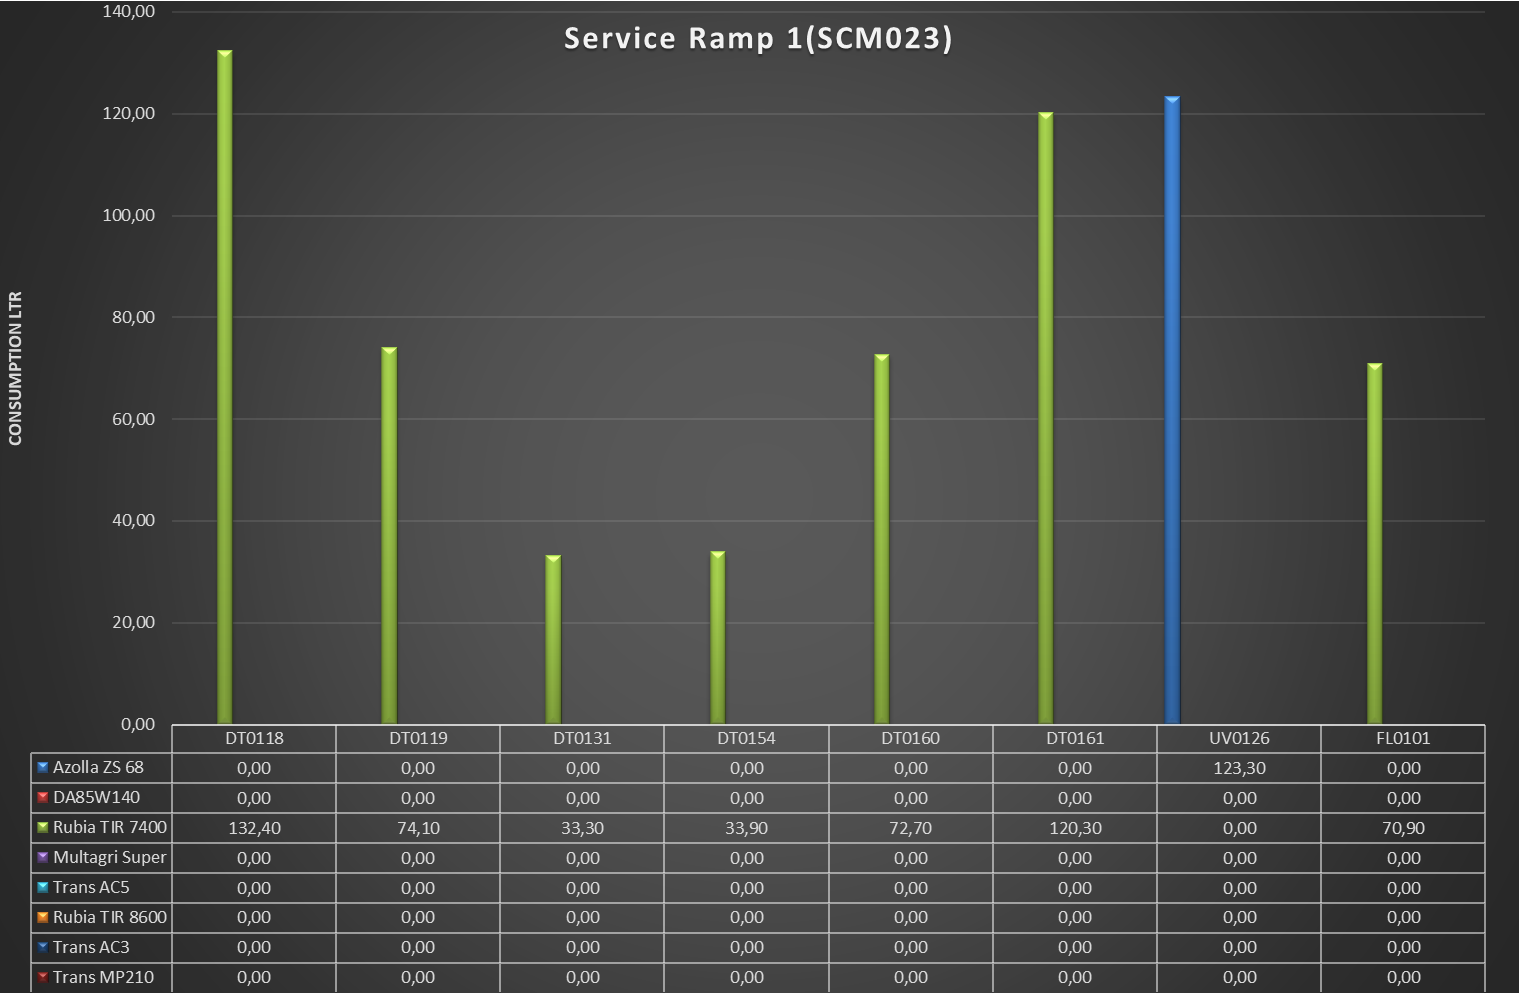 Service Ramp 1(SCM023)
CONSUMPTION LTR
140,00
120,00
100,00
80,00
60,00
40,00
20,00
0,00
DT0118 DT0119 DT0131 DT0154 DT0160 DT0161 UV0126 FL0101
Azolla ZS 68 0,00 0,00 0,00 0,00 0,00 0,00 123,30 0,00
DA85W140 0,00 0,00 0,00 0,00 0,00 0,00 0,00 0,00
Rubia TIR 7400 132,40 74,10 33,30 33,90 72,70 120,30 0,00 70,90
Multagri Super 0,00 0,00 0,00 0,00 0,00 0,00 0,00 0,00
Trans AC5 0,00 0,00 0,00 0,00 0,00 0,00 0,00 0,00
Rubia TIR 8600 0,00 0,00 0,00 0,00 0,00 0,00 0,00 0,00
Trans AC3 0,00 0,00 0,00 0,00 0,00 0,00 0,00 0,00
Trans MP210 0,00 0,00 0,00 0,00 0,00 0,00 0,00 0,00